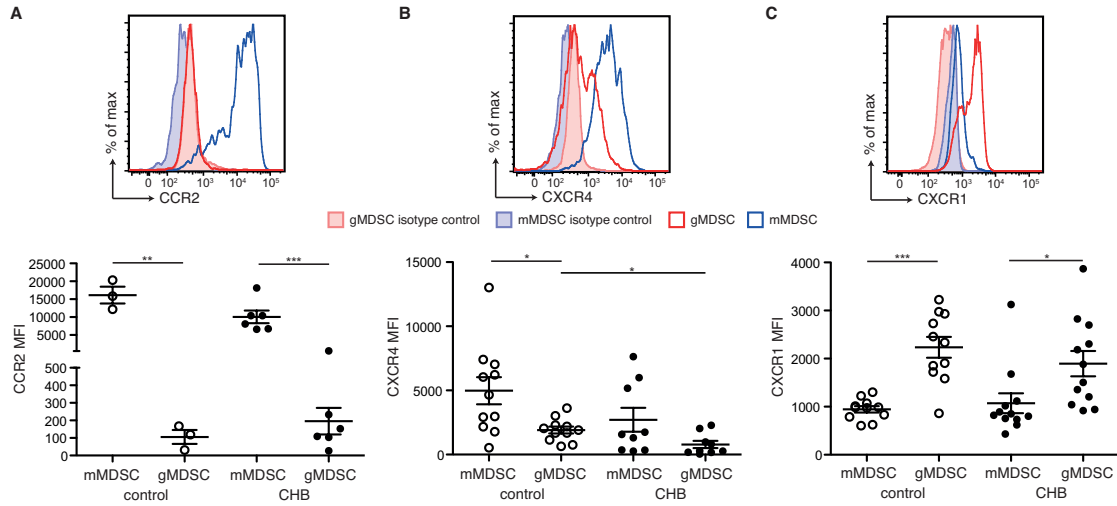 A
% of max
0 10² 10³ 10⁴ 10⁵
CCR2
B
% of max
0 10² 10³ 10⁴ 10⁵
CXCR4
C
% of max
0 10² 10³ 10⁴ 10⁵
CXCR1
gMDSC isotype control mMDSC isotype control gMDSC mMDSC
CCR2 MFI
25000
20000
15000
10000
5000
500
400
300
200
100
0
** ***
mMDSC gMDSC mMDSC gMDSC
control CHB
CXCR4 MFI
15000
10000
5000
0
* *
mMDSC gMDSC mMDSC gMDSC
control CHB
CXCR1 MFI
4000
3000
2000
1000
0
*** *
mMDSC gMDSC mMDSC gMDSC
control CHB